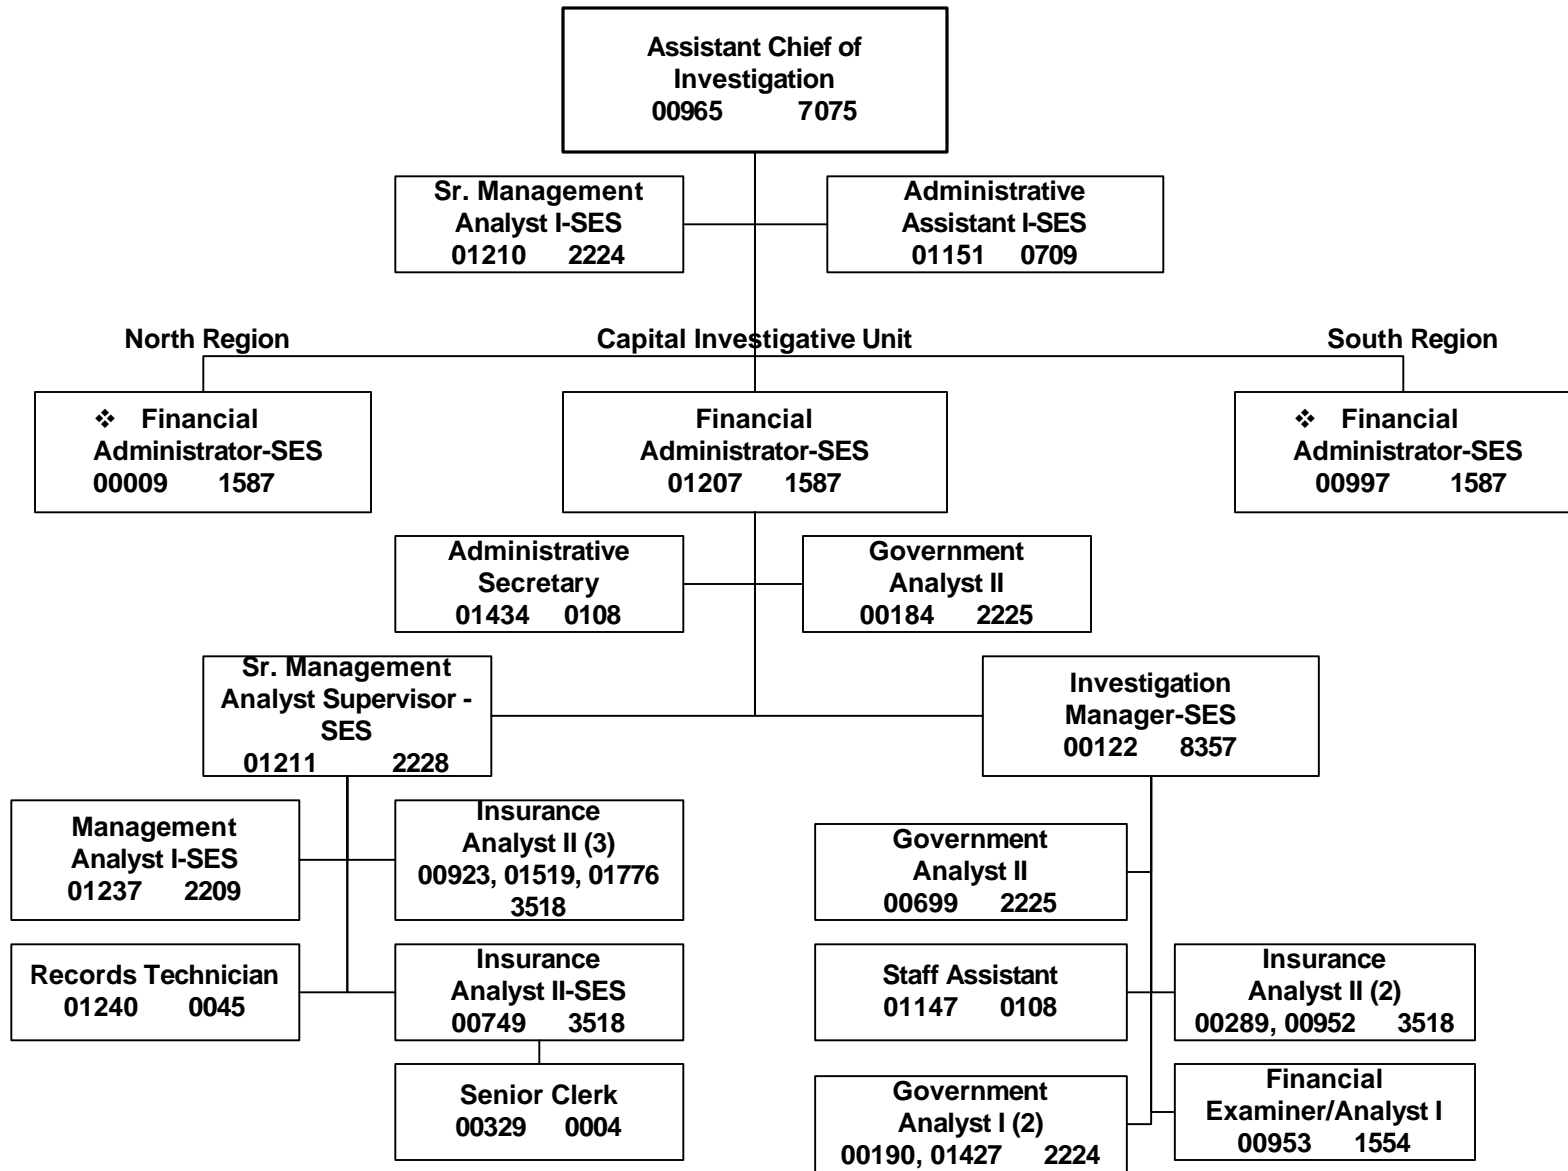 Assistant Chief of
Investigation
00965 7075
Sr. Management
Analyst I-SES
01210 2224
Administrative
Assistant I-SES
01151 0709
North Region
Capital Investigative Unit
South Region
❖ Financial
Administrator-SES
00009 1587
Financial
Administrator-SES
01207 1587
❖ Financial
Administrator-SES
00997 1587
Administrative
Secretary
01434 0108
Government
Analyst II
00184 2225
Sr. Management
Analyst Supervisor -
SES
01211 2228
Investigation
Manager-SES
00122 8357
Management
Analyst I-SES
01237 2209
Insurance
Analyst II (3)
00923, 01519, 01776
3518
Government
Analyst II
00699 2225
Records Technician
01240 0045
Insurance
Analyst II-SES
00749 3518
Staff Assistant
01147 0108
Insurance
Analyst II (2)
00289, 00952 3518
Senior Clerk
00329 0004
Government
Analyst I (2)
00190, 01427 2224
Financial
Examiner/Analyst I
00953 1554